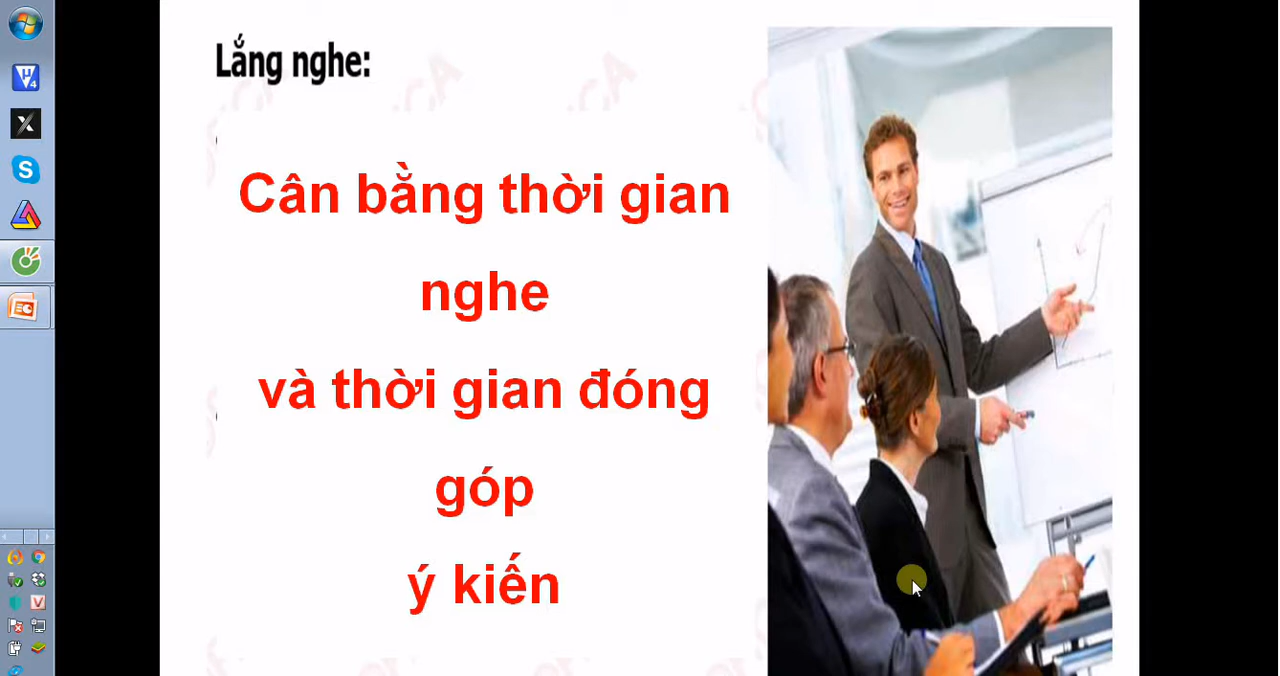 Lắng nghe:
Cân bằng thời gian
nghe
và thời gian đóng
góp
ý kiến